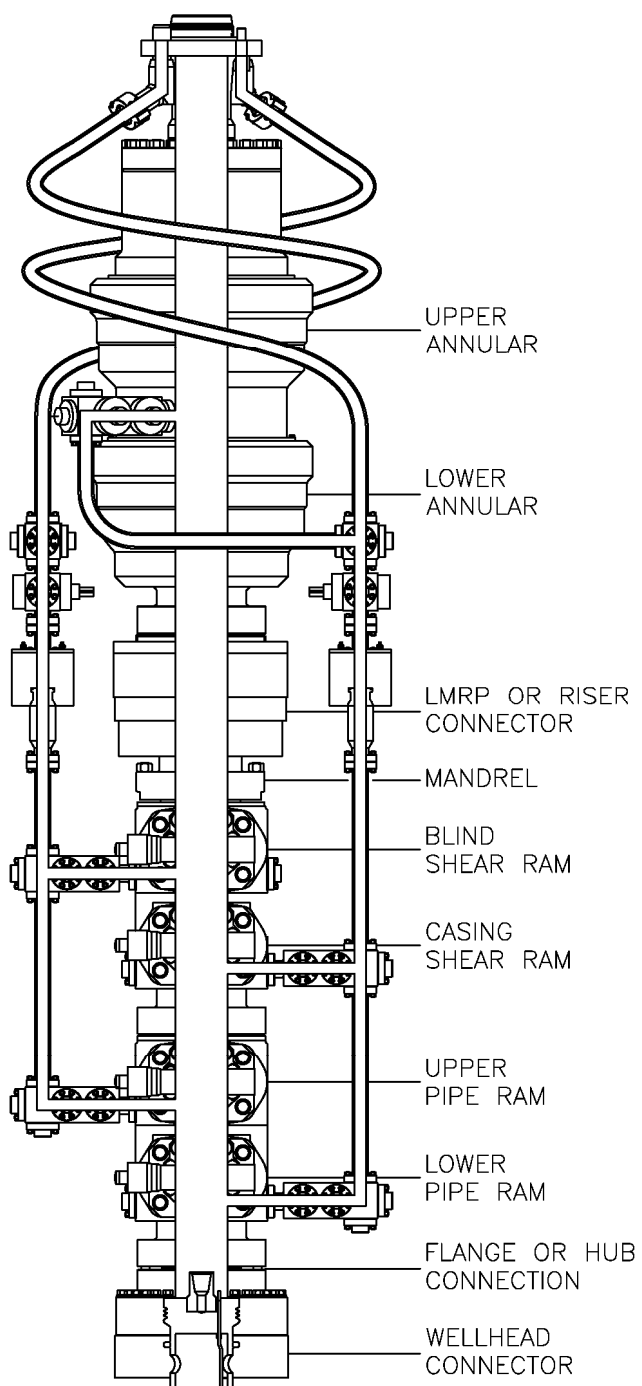 UPPER
ANNULAR
LOWER
ANNULAR
LMRP OR RISER
CONNECTOR
MANDREL
BLIND
SHEAR RAM
CASING
SHEAR RAM
UPPER
PIPE RAM
LOWER
PIPE RAM
FLANGE OR HUB
CONNECTION
WELLHEAD
CONNECTOR